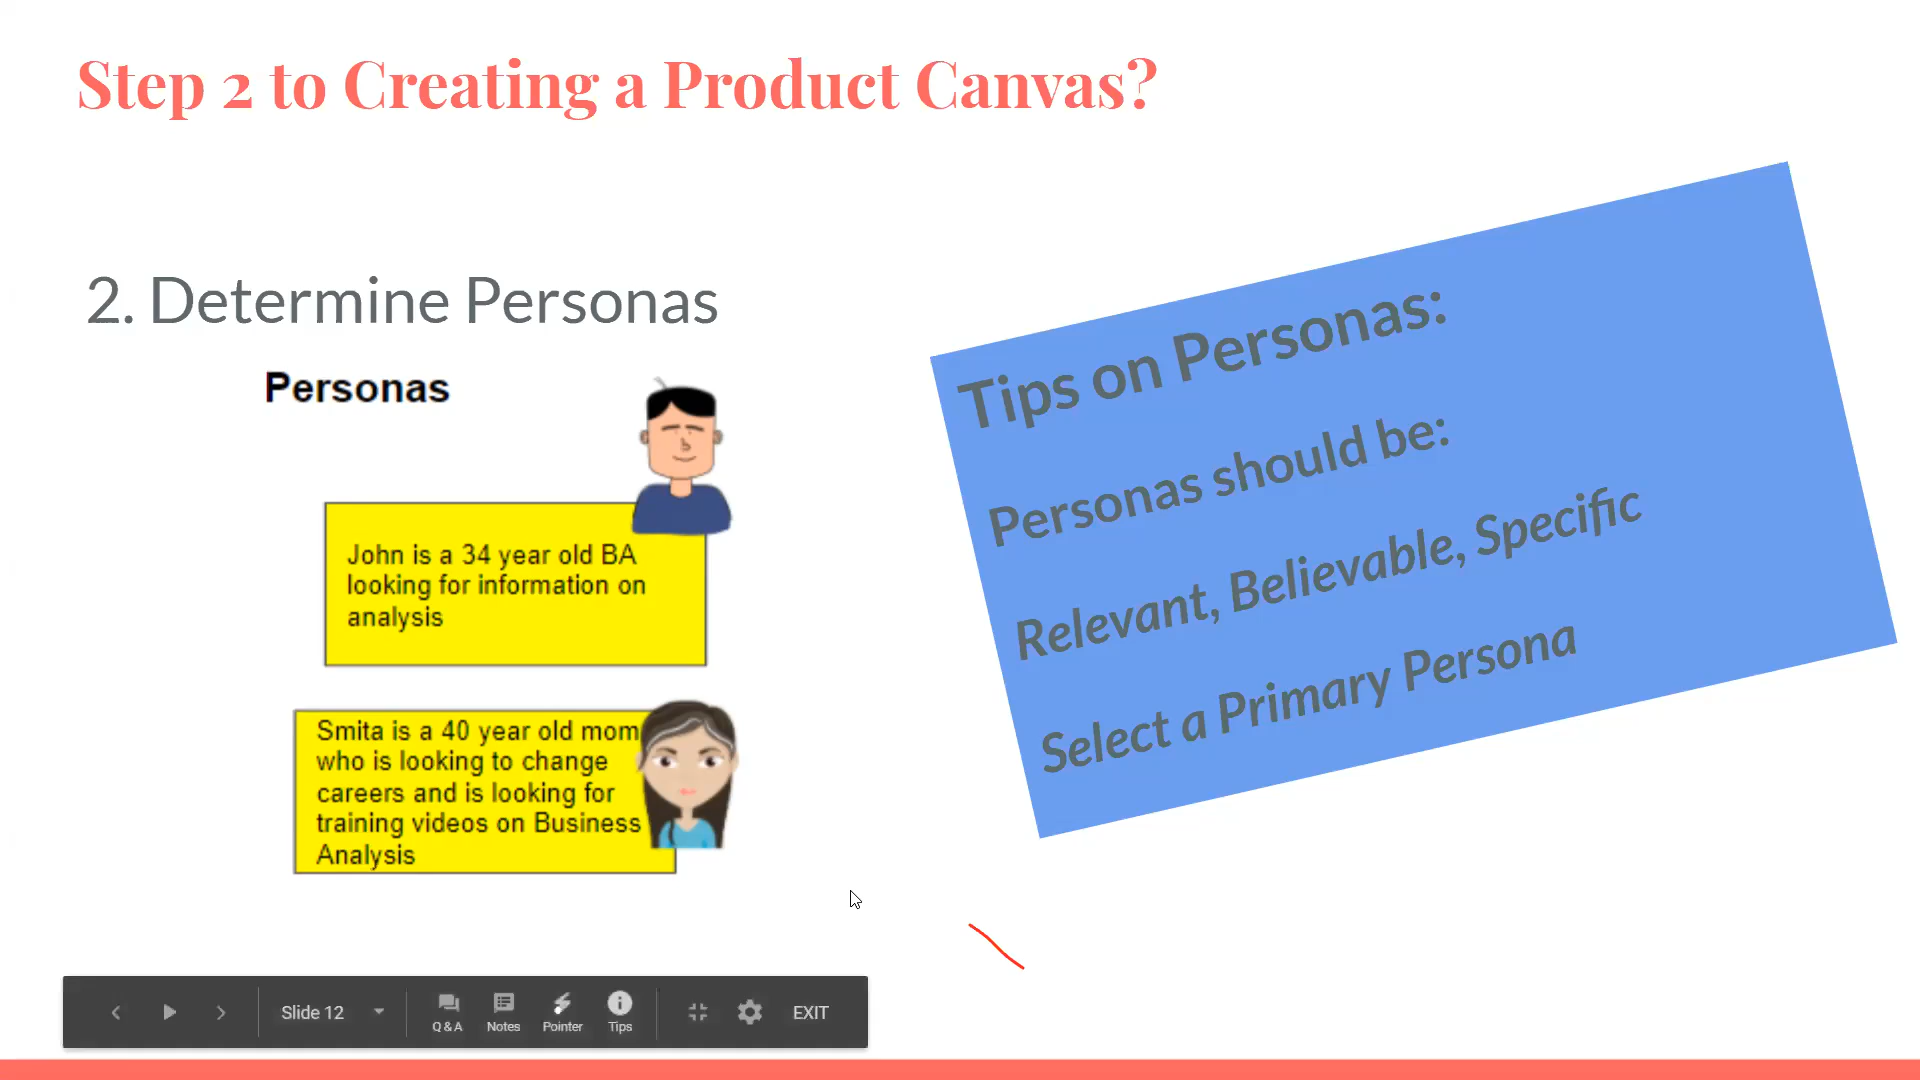 Step 2 to Creating a Product Canvas?
2. Determine Personas
Personas
John is a 34 year old BA
looking for information on
analysis
Smita is a 40 year old mom
who is looking to change
careers and is looking for
training videos on Business
Analysis
Tips on Personas:
Personas should be:
Relevant, Believable, Specific
Select a Primary Persona
Slide 12
Q & A
Notes
Pointer
Tips
EXIT